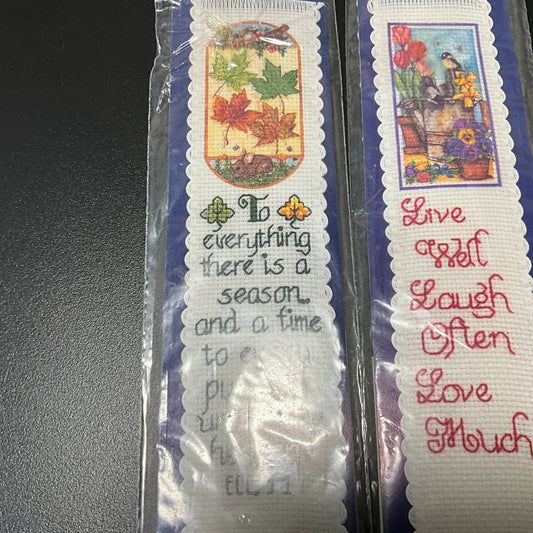 To
everything
there is a
season
and a time
to
Live
Well
Laugh
Often
Love
Much